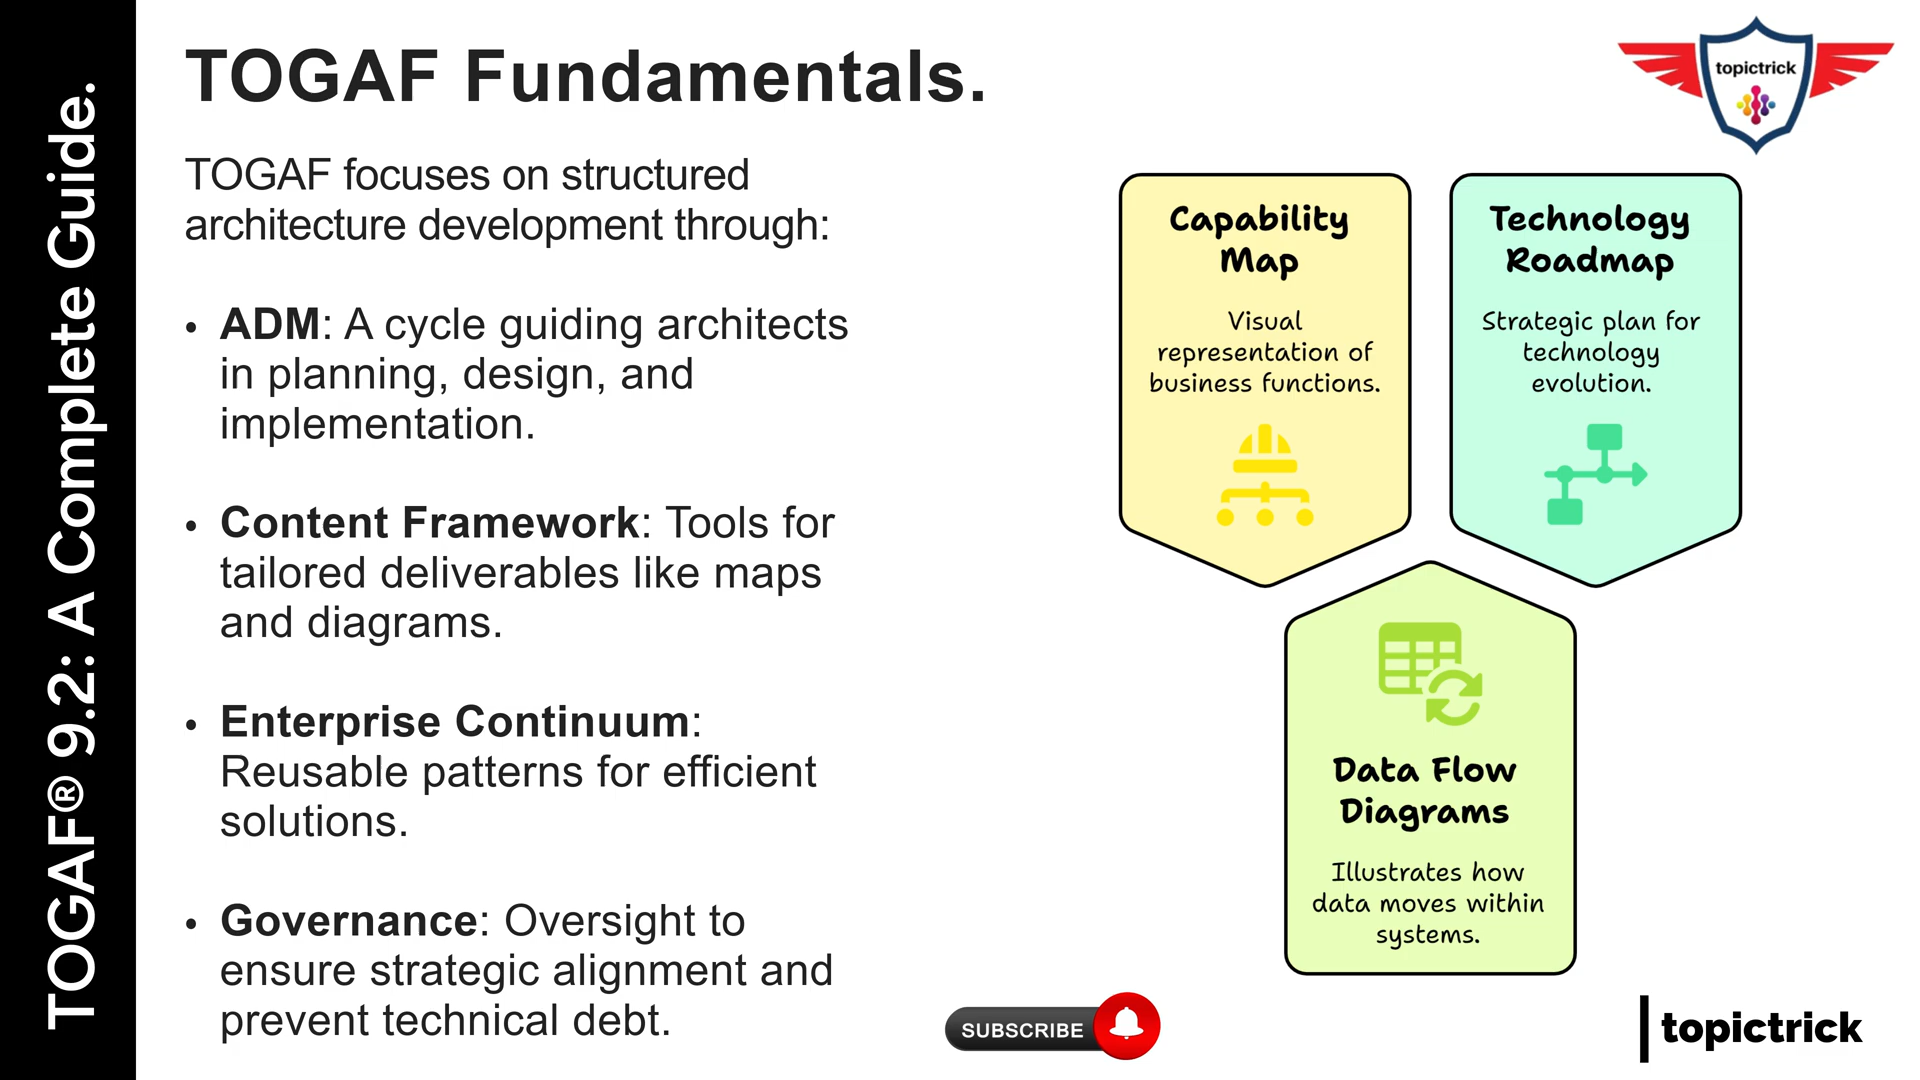 TOGAF® 9.2: A Complete Guide.
TOGAF Fundamentals.
TOGAF focuses on structured
architecture development through:
• ADM: A cycle guiding architects
in planning, design, and
implementation.
• Content Framework: Tools for
tailored deliverables like maps
and diagrams.
• Enterprise Continuum:
Reusable patterns for efficient
solutions.
• Governance: Oversight to
ensure strategic alignment and
prevent technical debt.
topictrick
Capability
Map
Visual
representation of
business functions.
Technology
Roadmap
Strategic plan for
technology
evolution.
Data Flow
Diagrams
Illustrates how
data moves within
systems.
SUBSCRIBE
topictrick